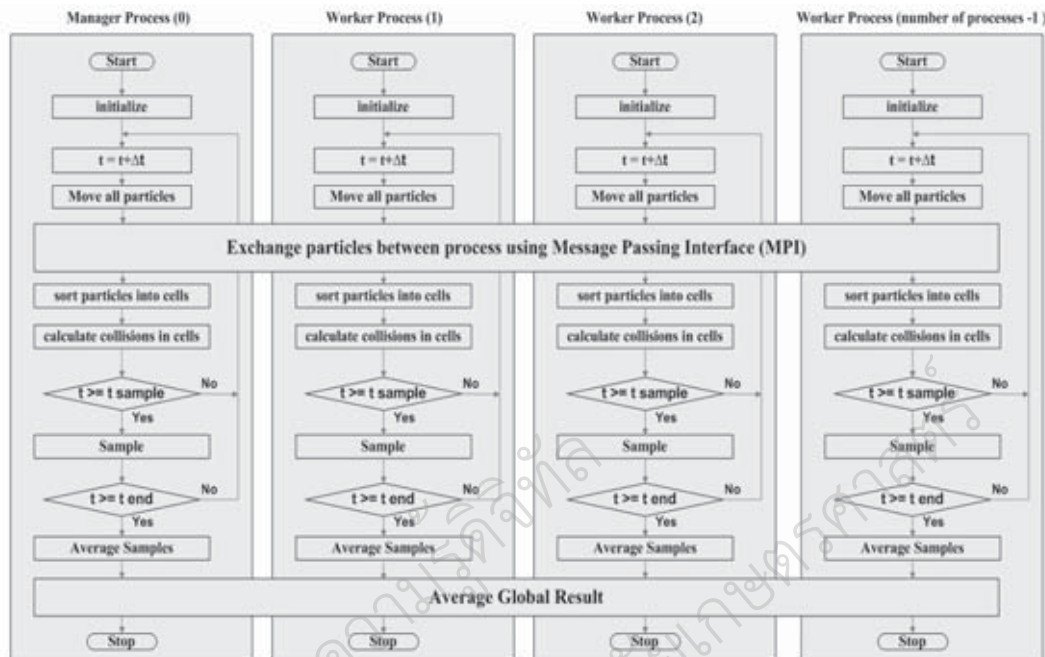 Manager Process (0)
Worker Process (1)
Worker Process (2)
Worker Process (number of processes -1 )
Start
Start
Start
Start
initialize
initialize
initialize
initialize
t = t+Δt
t = t+Δt
t = t+Δt
t = t+Δt
Move all particles
Move all particles
Move all particles
Move all particles
Exchange particles between process using Message Passing Interface (MPI)
sort particles into cells
sort particles into cells
sort particles into cells
sort particles into cells
calculate collisions in cells
calculate collisions in cells
calculate collisions in cells
calculate collisions in cells
t >= t sample
No
t >= t sample
No
t >= t sample
No
t >= t sample
No
Yes
Yes
Yes
Yes
Sample
Sample
Sample
Sample
t >= t end
No
t >= t end
No
t >= t end
No
t >= t end
No
Yes
Yes
Yes
Yes
Average Samples
Average Samples
Average Samples
Average Samples
Average Global Result
Stop
Stop
Stop
Stop